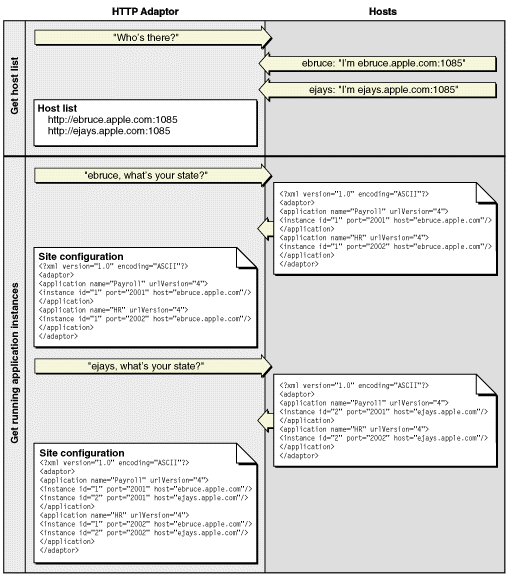 HTTP Adaptor
Hosts
Get host list
"Who's there?"
ebruce: "I'm ebruce.apple.com:1085"
ejays: "I'm ejays.apple.com:1085"
Host list
http://ebruce.apple.com:1085
http://ejays.apple.com:1085
Get running application instances
"ebruce, what's your state?"
<?xml version="1.0" encoding="ASCII"?>
<adaptor>
<application name="Payroll" urlVersion="4">
<instance id="1" port="2001" host="ebruce.apple.com"/>
</application>
<application name="HR" urlVersion="4">
<instance id="1" port="2002" host="ebruce.apple.com"/>
</application>
</adaptor>
Site configuration
<?xml version="1.0" encoding="ASCII"?>
<adaptor>
<application name="Payroll" urlVersion="4">
<instance id="1" port="2001" host="ebruce.apple.com"/>
</application>
<application name="HR" urlVersion="4">
<instance id="1" port="2002" host="ebruce.apple.com"/>
</application>
</adaptor>
"ejays, what's your state?"
<?xml version="1.0" encoding="ASCII"?>
<adaptor>
<application name="Payroll" urlVersion="4">
<instance id="2" port="2001" host="ejays.apple.com"/>
</application>
<application name="HR" urlVersion="4">
<instance id="2" port="2002" host="ejays.apple.com"/>
</application>
</adaptor>
Site configuration
<?xml version="1.0" encoding="ASCII"?>
<adaptor>
<application name="Payroll" urlVersion="4">
<instance id="1" port="2001" host="ebruce.apple.com"/>
<instance id="2" port="2001" host="ejays.apple.com"/>
</application>
<application name="HR" urlVersion="4">
<instance id="1" port="2002" host="ebruce.apple.com"/>
<instance id="2" port="2002" host="ejays.apple.com"/>
</application>
</adaptor>